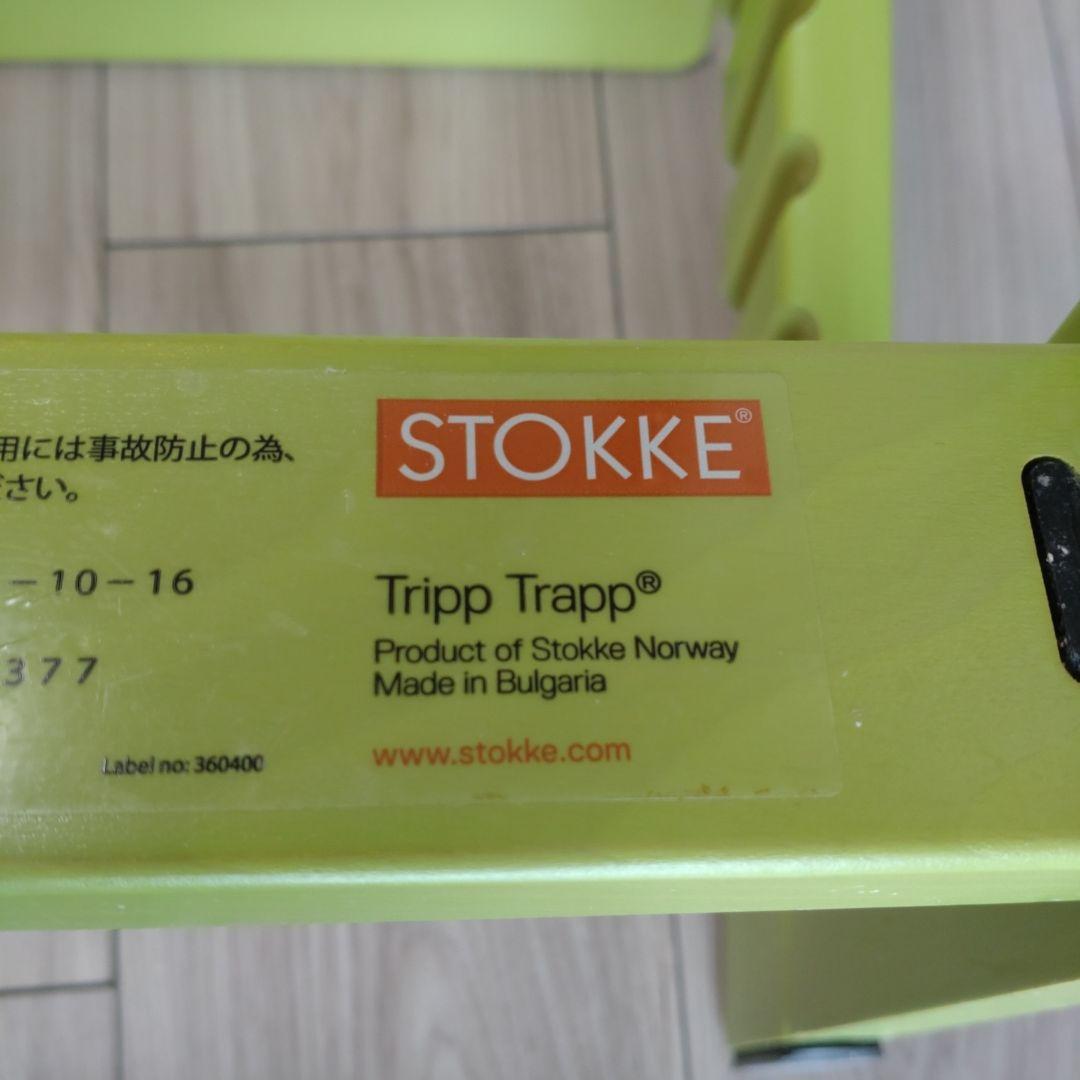 用には事故防止の為、
ださい。
-10-16
377
Label no: 360400
STOKKE®
Tripp Trapp®
Product of Stokke Norway
Made in Bulgaria
www.stokke.com